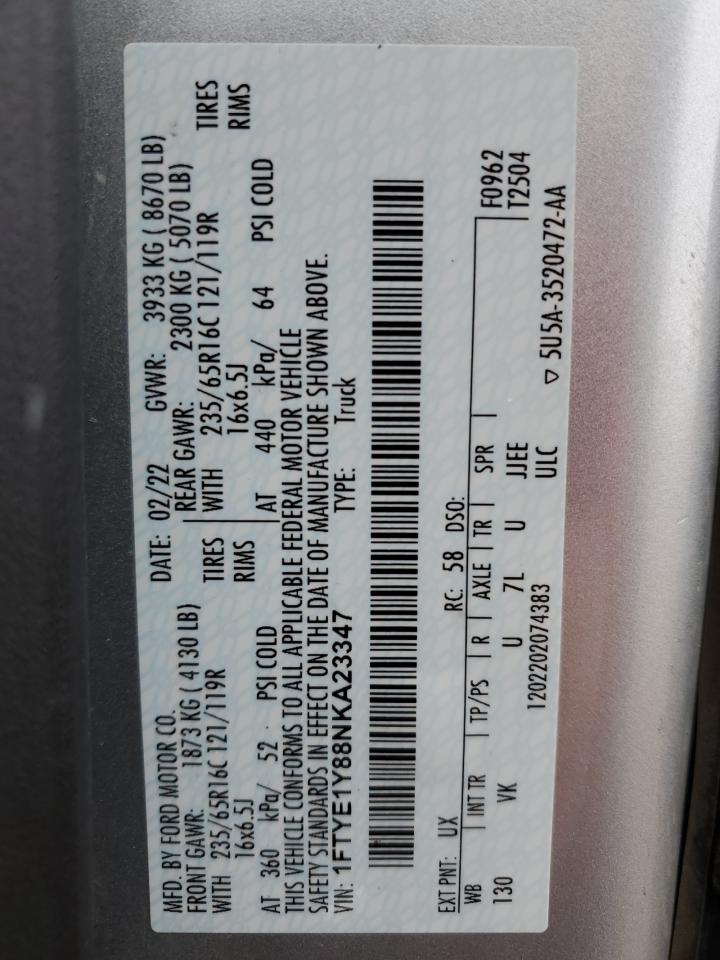 MFD. BY FORD MOTOR CO. DATE: 02/22 GVWR: 3933 KG ( 8670 LB)
FRONT GAWR: 1873 KG ( 4130 LB) REAR GAWR: 2300 KG ( 5070 LB)
WITH 235/65R16C 121/119R TIRES WITH 235/65R16C 121/119R TIRES
16x6.5J RIMS 16x6.5J RIMS
AT 360 kPa/ 52 PSI COLD AT 440 kPa/ 64 PSI COLD
THIS VEHICLE CONFORMS TO ALL APPLICABLE FEDERAL MOTOR VEHICLE
SAFETY STANDARDS IN EFFECT ON THE DATE OF MANUFACTURE SHOWN ABOVE.
VIN: 1FTYE1Y88NKA23347 TYPE: Truck
EXT PNT: UX RC: 58 DSO:
WB INT TR TP/PS R AXLE TR SPR F0962
130 VK U 7L U JJEE T2504
ULC
1202202074383 ▽ 5U5A-3520472-AA